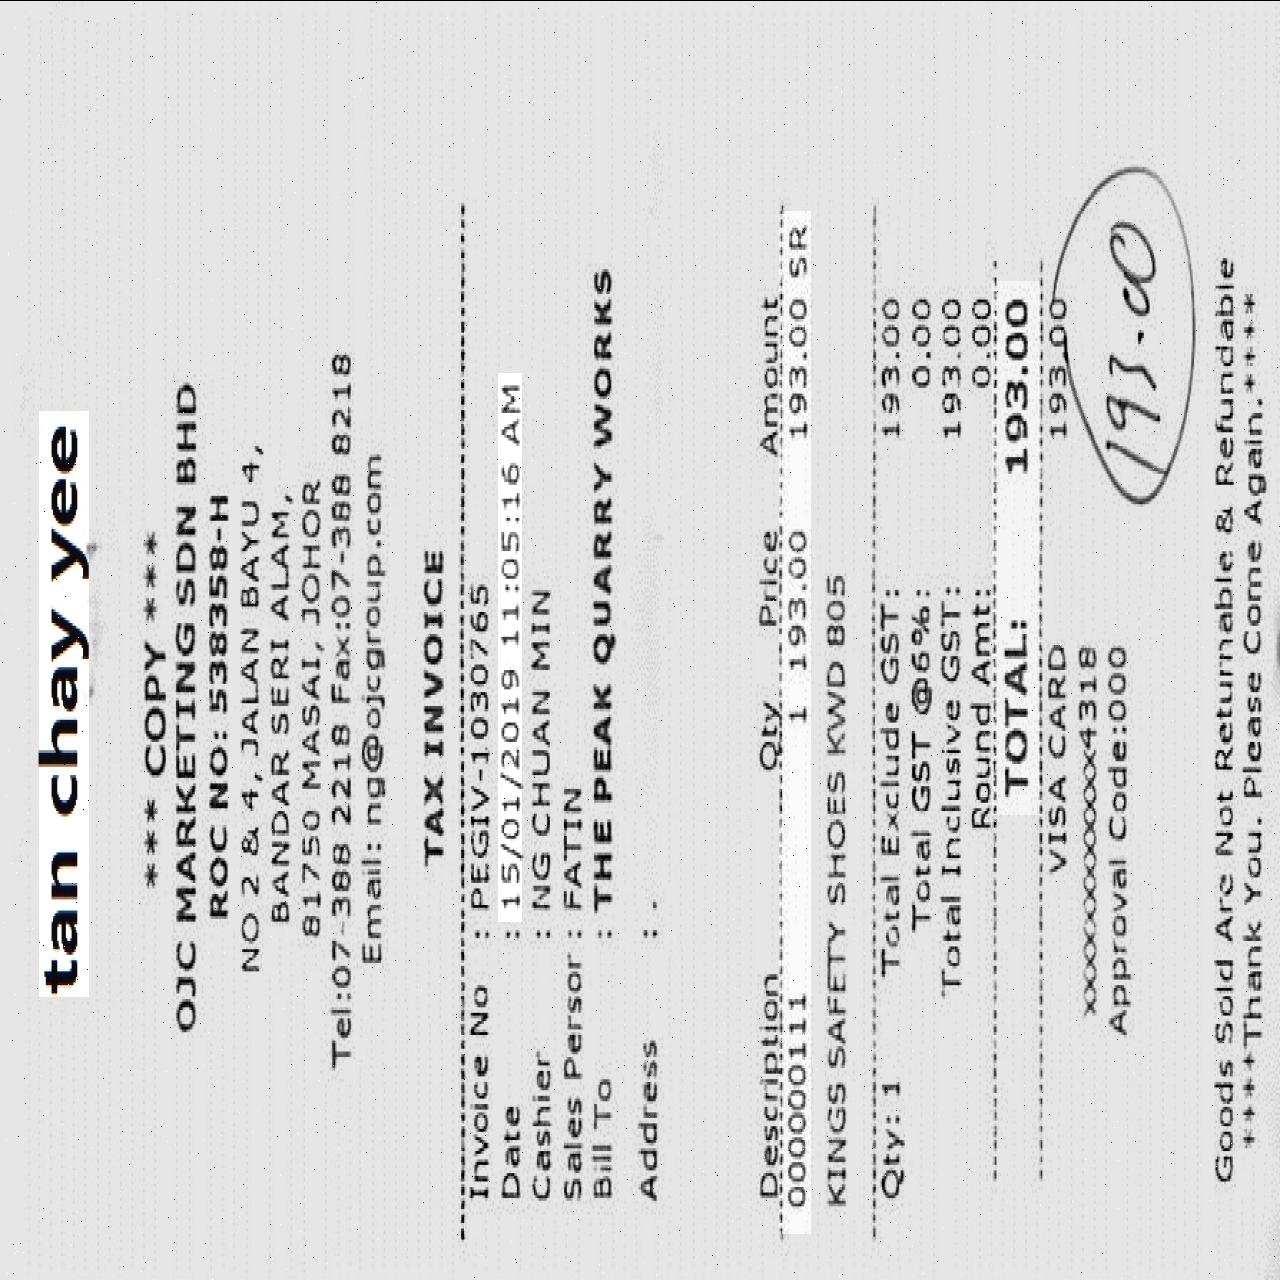 tan chay yee
*** COPY ***
OJC MARKETING SDN BHD
ROC NO: 538358-H
NO 2 & 4, JALAN BAYU 4,
BANDAR SERI ALAM,
81750 MASAI, JOHOR
Tel:07-388 2218 Fax:07-388 8218
Email: ng@ojcgroup.com
TAX INVOICE
Invoice No : PEGIV-1030765
Date : 15/01/2019 11:05:16 AM
Cashier : NG CHUAN MIN
Sales Persor : FATIN
Bill To : THE PEAK QUARRY WORKS
Address : .
Description Qty Price Amount
000000111 1 193.00 193.00 SR
KINGS SAFETY SHOES KWD 805
Qty: 1 Total Exclude GST: 193.00
Total GST @6%: 0.00
Total Inclusive GST: 193.00
Round Amt: 0.00
TOTAL: 193.00
VISA CARD 193.00
xxxxxxxxxxxx4318
Approval Code:000
193.00
Goods Sold Are Not Returnable & Refundable
****Thank You. Please Come Again.****